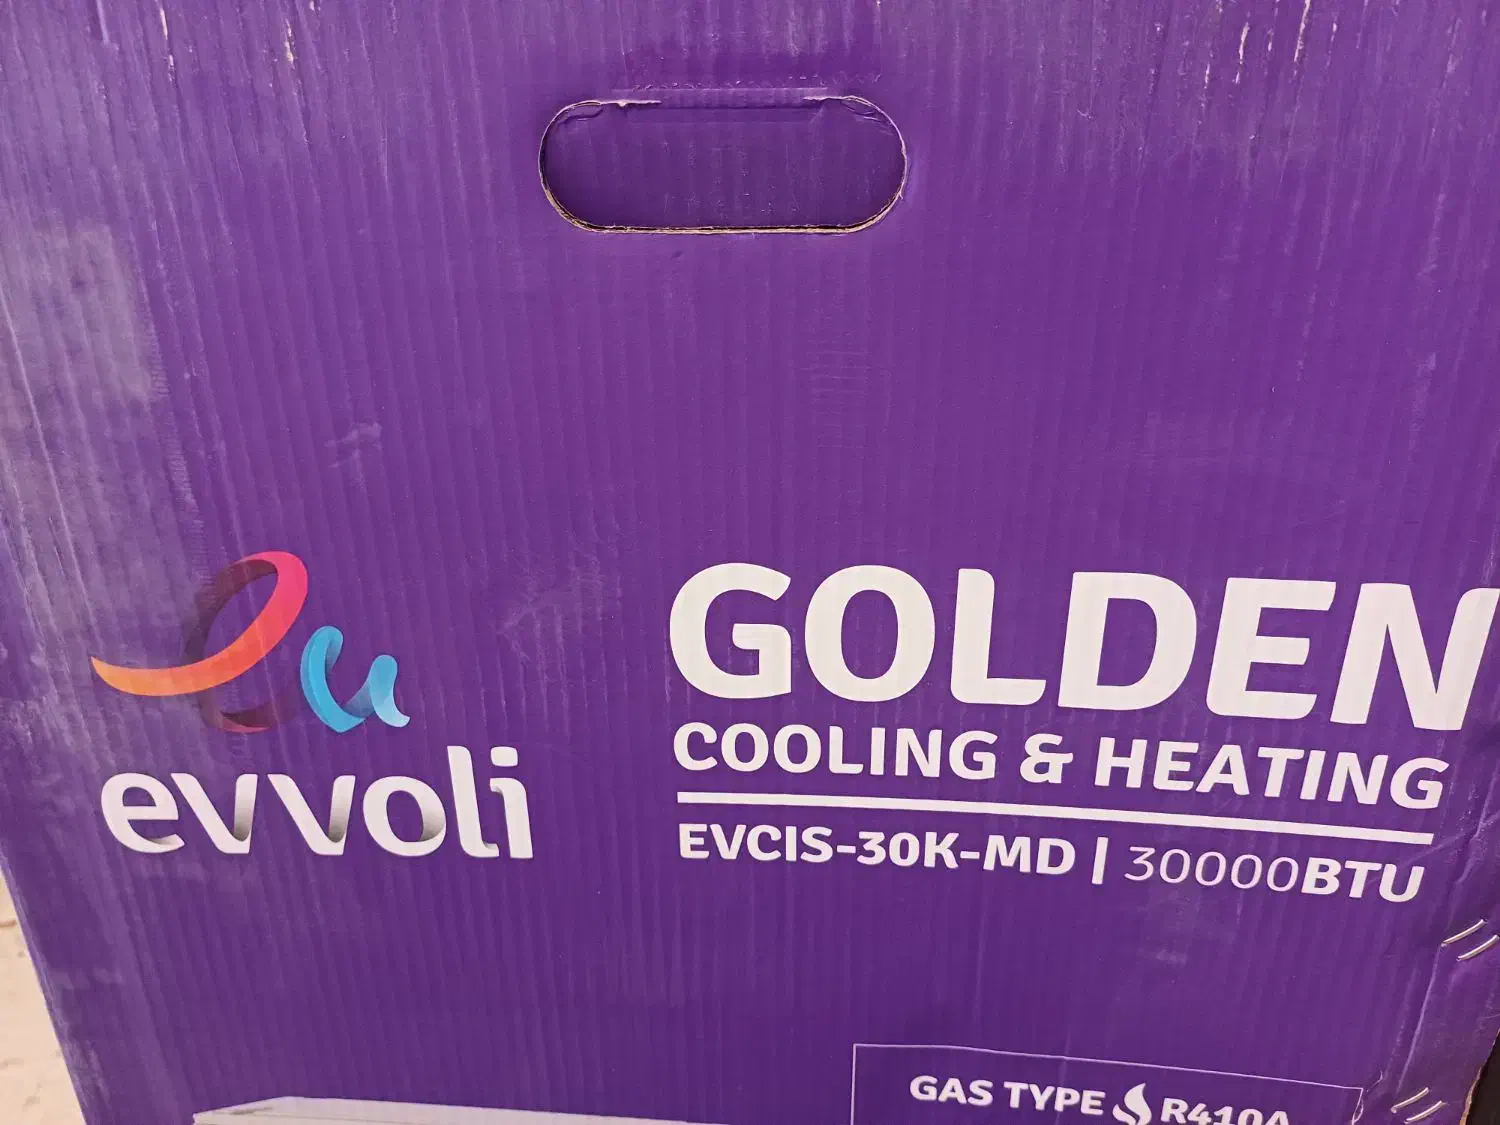 evvoli
GOLDEN
COOLING & HEATING
EVCIS-30K-MD | 30000BTU
GAS TYPE R410A